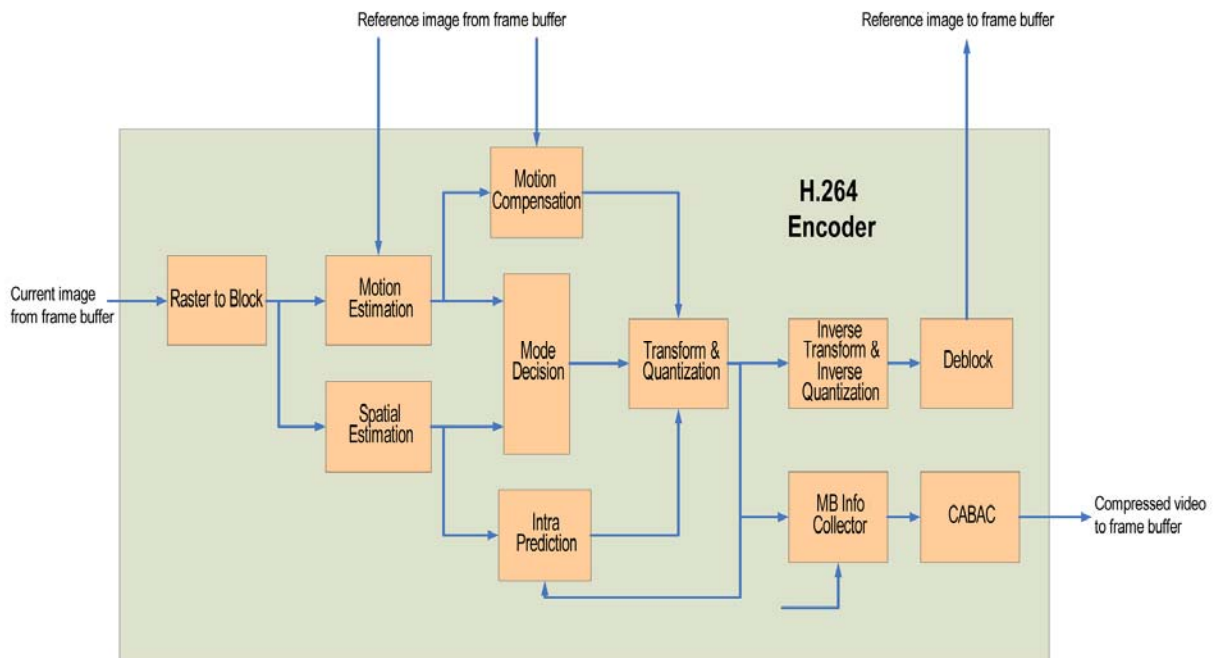 Reference image from frame buffer
Reference image to frame buffer
Motion
Compensation
H.264
Encoder
Current image
from frame buffer
Raster to Block
Motion
Estimation
Mode
Decision
Transform &
Quantization
Inverse
Transform &
Inverse
Quantization
Deblock
Spatial
Estimation
Intra
Prediction
MB Info
Collector
CABAC
Compressed video
to frame buffer